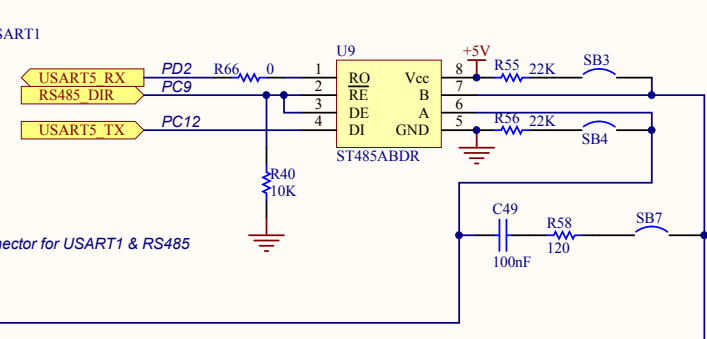 SART1
U9
+5V
SB3
PD2 R66 0
R55 22K
USART5_RX
1 RO Vcc 8
PC9
RS485_DIR
2 RE B 7
3 DE A 6
PC12
R56 22K
USART5_TX
4 DI GND 5
SB4
ST485ABDR
R40
10K
C49
R58
SB7
nector for USART1 & RS485
120
100nF